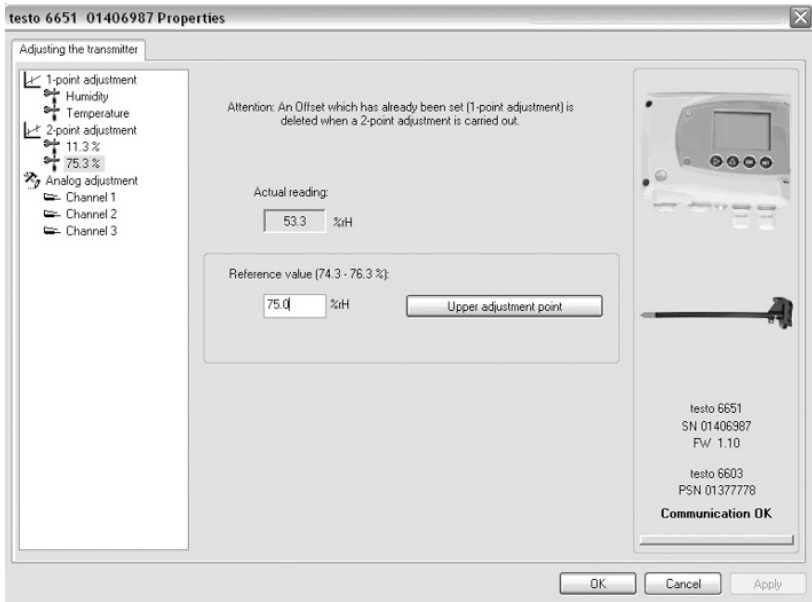 testo 6651 01406987 Properties
Adjusting the transmitter
1-point adjustment
Humidity
Temperature
2-point adjustment
11.3 %
75.3 %
Analog adjustment
Channel 1
Channel 2
Channel 3
Attention: An Offset which has already been set (1-point adjustment) is
deleted when a 2-point adjustment is carried out.
Actual reading:
53.3 %rH
Reference value (74.3 - 76.3 %):
75.0 %rH
Upper adjustment point
testo 6651
SN 01406987
FW 1.10
testo 6603
PSN 01377778
Communication OK
OK
Cancel
Apply